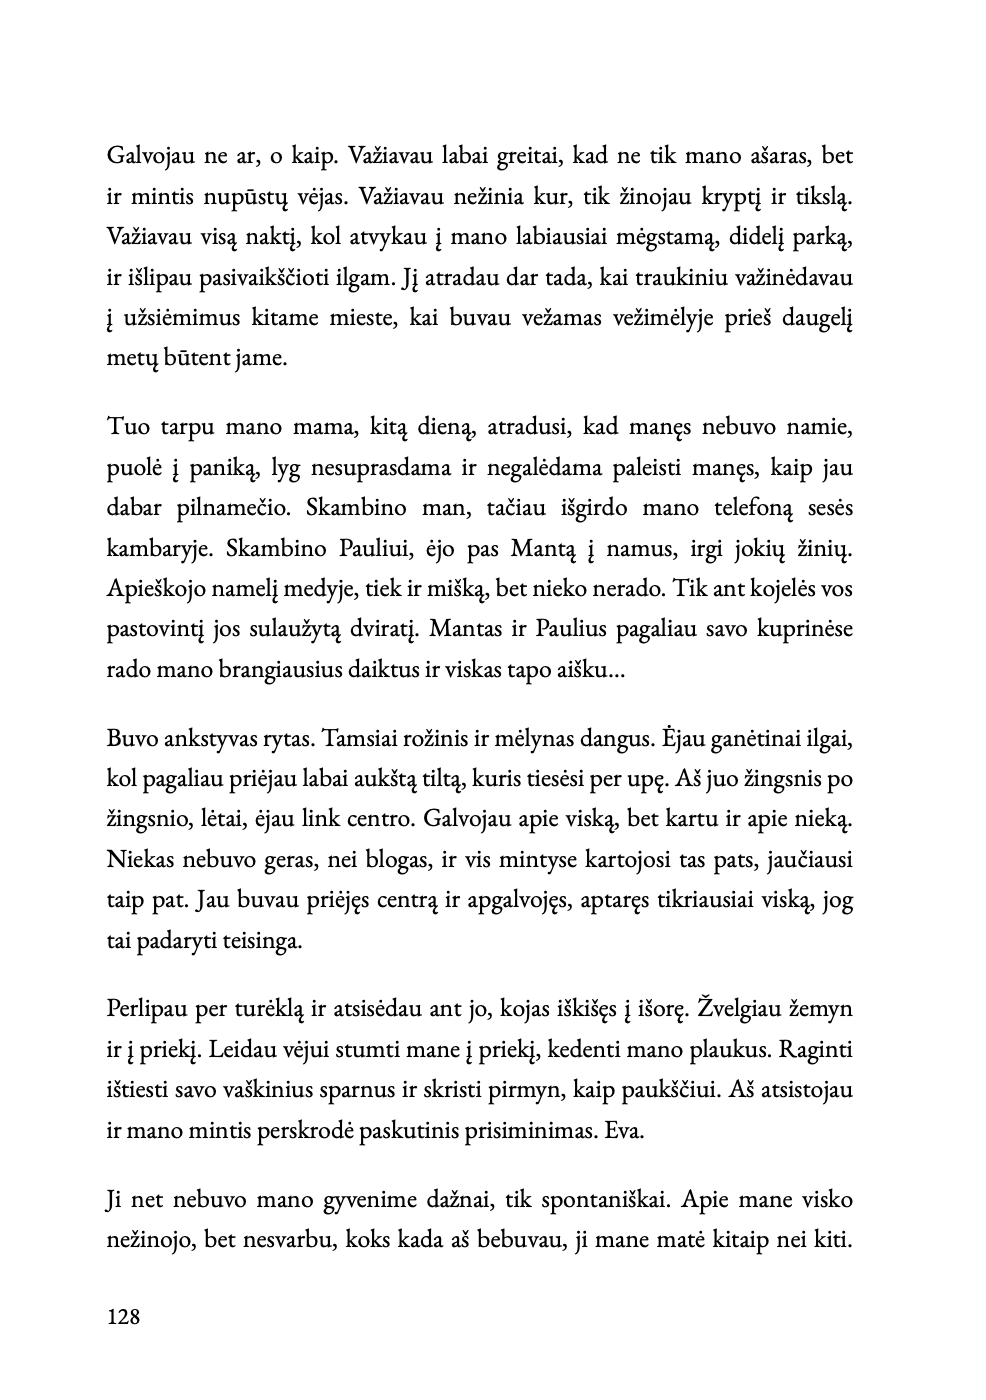 Galvojau ne ar, o kaip. Važiavau labai greitai, kad ne tik mano ašaras, bet
ir mintis nupūstų vėjas. Važiavau nežinia kur, tik žinojau kryptį ir tikslą.
Važiavau visą naktį, kol atvykau į mano labiausiai mėgstamą, didelį parką,
ir išlipau pasivaikščioti ilgam. Jį atradau dar tada, kai traukiniu važinėdavau
į užsiėmimus kitame mieste, kai buvau vežamas vežimėlyje prieš daugelį
metų būtent jame.
Tuo tarpu mano mama, kitą dieną, atradusi, kad manęs nebuvo namie,
puolė į paniką, lyg nesuprasdama ir negalėdama paleisti manęs, kaip jau
dabar pilnamečio. Skambino man, tačiau išgirdo mano telefoną sesės
kambaryje. Skambino Pauliui, ėjo pas Mantą į namus, irgi jokių žinių.
Apieškojo namelį medyje, tiek ir mišką, bet nieko nerado. Tik ant kojelės vos
pastovintį jos sulaužytą dviratį. Mantas ir Paulius pagaliau savo kuprinėse
rado mano brangiausius daiktus ir viskas tapo aišku...
Buvo ankstyvas rytas. Tamsiai rožinis ir mėlynas dangus. Ėjau ganėtinai ilgai,
kol pagaliau priėjau labai aukštą tiltą, kuris tiesėsi per upę. Aš juo žingsnis po
žingsnio, lėtai, ėjau link centro. Galvojau apie viską, bet kartu ir apie nieką.
Niekas nebuvo geras, nei blogas, ir vis mintyse kartojosi tas pats, jaučiausi
taip pat. Jau buvau priėjęs centrą ir apgalvojęs, aptaręs tikriausiai viską, jog
tai padaryti teisinga.
Perlipau per turėklą ir atsisėdau ant jo, kojas iškišęs į išorę. Žvelgiau žemyn
ir į priekį. Leidau vėjui stumti mane į priekį, kedenti mano plaukus. Raginti
ištiesti savo vaškinius sparnus ir skristi pirmyn, kaip paukščiui. Aš atsistojau
ir mano mintis perskrodė paskutinis prisiminimas. Eva.
Ji net nebuvo mano gyvenime dažnai, tik spontaniškai. Apie mane visko
nežinojo, bet nesvarbu, koks kada aš bebuvau, ji mane matė kitaip nei kiti.
128